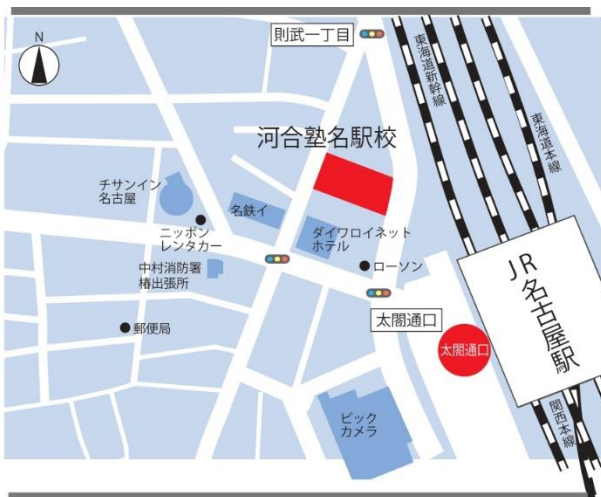 N
則武一丁目
東海道新幹線
東海道本線
河合塾名駅校
チサンイン
名古屋
名鉄イン
ニッポン
レンタカー
ダイワロイネット
ホテル
中村消防署
椿出張所
ローソン
JR名古屋駅
太閤通口
太閤通口
郵便局
ビック
カメラ
関西本線